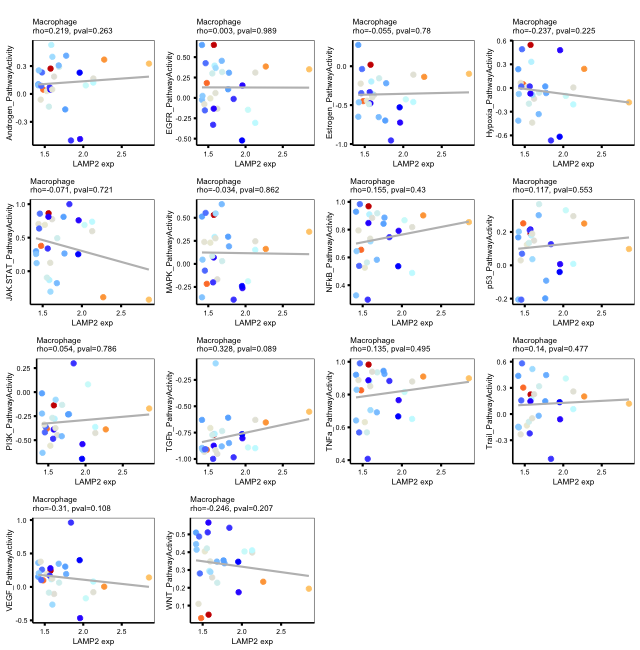 Macrophage
rho=0.219, pval=0.263
Androgen_PathwayActivity
0.3
0.0
-0.3
1.5 2.0 2.5
LAMP2 exp
Macrophage
rho=0.003, pval=0.989
EGFR_PathwayActivity
0.50
0.25
0.00
-0.25
-0.50
1.5 2.0 2.5
LAMP2 exp
Macrophage
rho=-0.055, pval=0.78
Estrogen_PathwayActivity
0.0
-0.5
-1.0
1.5 2.0 2.5
LAMP2 exp
Macrophage
rho=-0.237, pval=0.225
Hypoxia_PathwayActivity
0.6
0.3
0.0
-0.3
-0.6
1.5 2.0 2.5
LAMP2 exp
Macrophage
rho=-0.071, pval=0.721
JAK-STAT_PathwayActivity
1.0
0.5
0.0
1.5 2.0 2.5
LAMP2 exp
Macrophage
rho=-0.034, pval=0.862
MAPK_PathwayActivity
0.50
0.25
0.00
-0.25
1.5 2.0 2.5
LAMP2 exp
Macrophage
rho=0.155, pval=0.43
NFkB_PathwayActivity
1.0
0.8
0.6
0.4
1.5 2.0 2.5
LAMP2 exp
Macrophage
rho=0.117, pval=0.553
p53_PathwayActivity
0.2
0.0
-0.2
1.5 2.0 2.5
LAMP2 exp
Macrophage
rho=0.054, pval=0.786
PI3K_PathwayActivity
0.25
0.00
-0.25
-0.50
1.5 2.0 2.5
LAMP2 exp
Macrophage
rho=0.328, pval=0.089
TGFb_PathwayActivity
-0.25
-0.50
-0.75
-1.00
1.5 2.0 2.5
LAMP2 exp
Macrophage
rho=0.135, pval=0.495
TNFa_PathwayActivity
1.0
0.8
0.6
0.4
1.5 2.0 2.5
LAMP2 exp
Macrophage
rho=0.14, pval=0.477
Trail_PathwayActivity
0.6
0.3
0.0
-0.3
1.5 2.0 2.5
LAMP2 exp
Macrophage
rho=-0.31, pval=0.108
VEGF_PathwayActivity
1.0
0.5
0.0
-0.5
1.5 2.0 2.5
LAMP2 exp
Macrophage
rho=-0.246, pval=0.207
WNT_PathwayActivity
0.5
0.4
0.3
0.2
0.1
1.5 2.0 2.5
LAMP2 exp